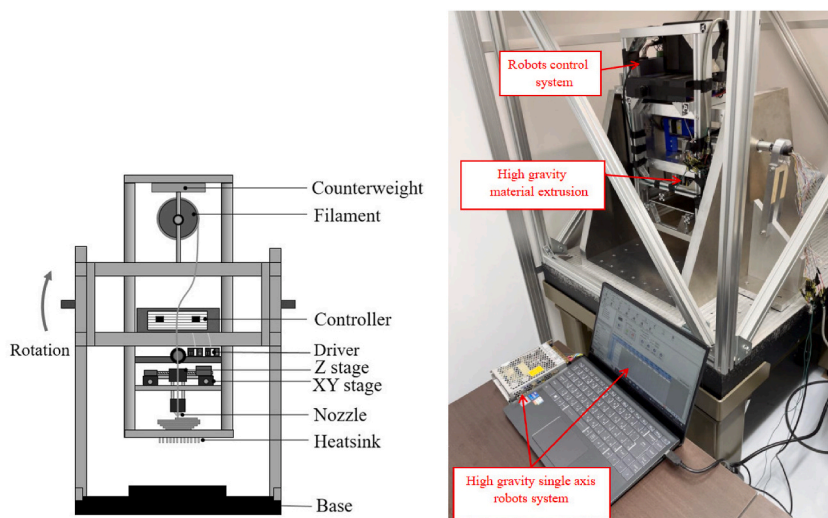 Counterweight
Filament
Rotation
Controller
Driver
Z stage
XY stage
Nozzle
Heatsink
Base
Robots control
system
High gravity
material extrusion
High gravity single axis
robots system